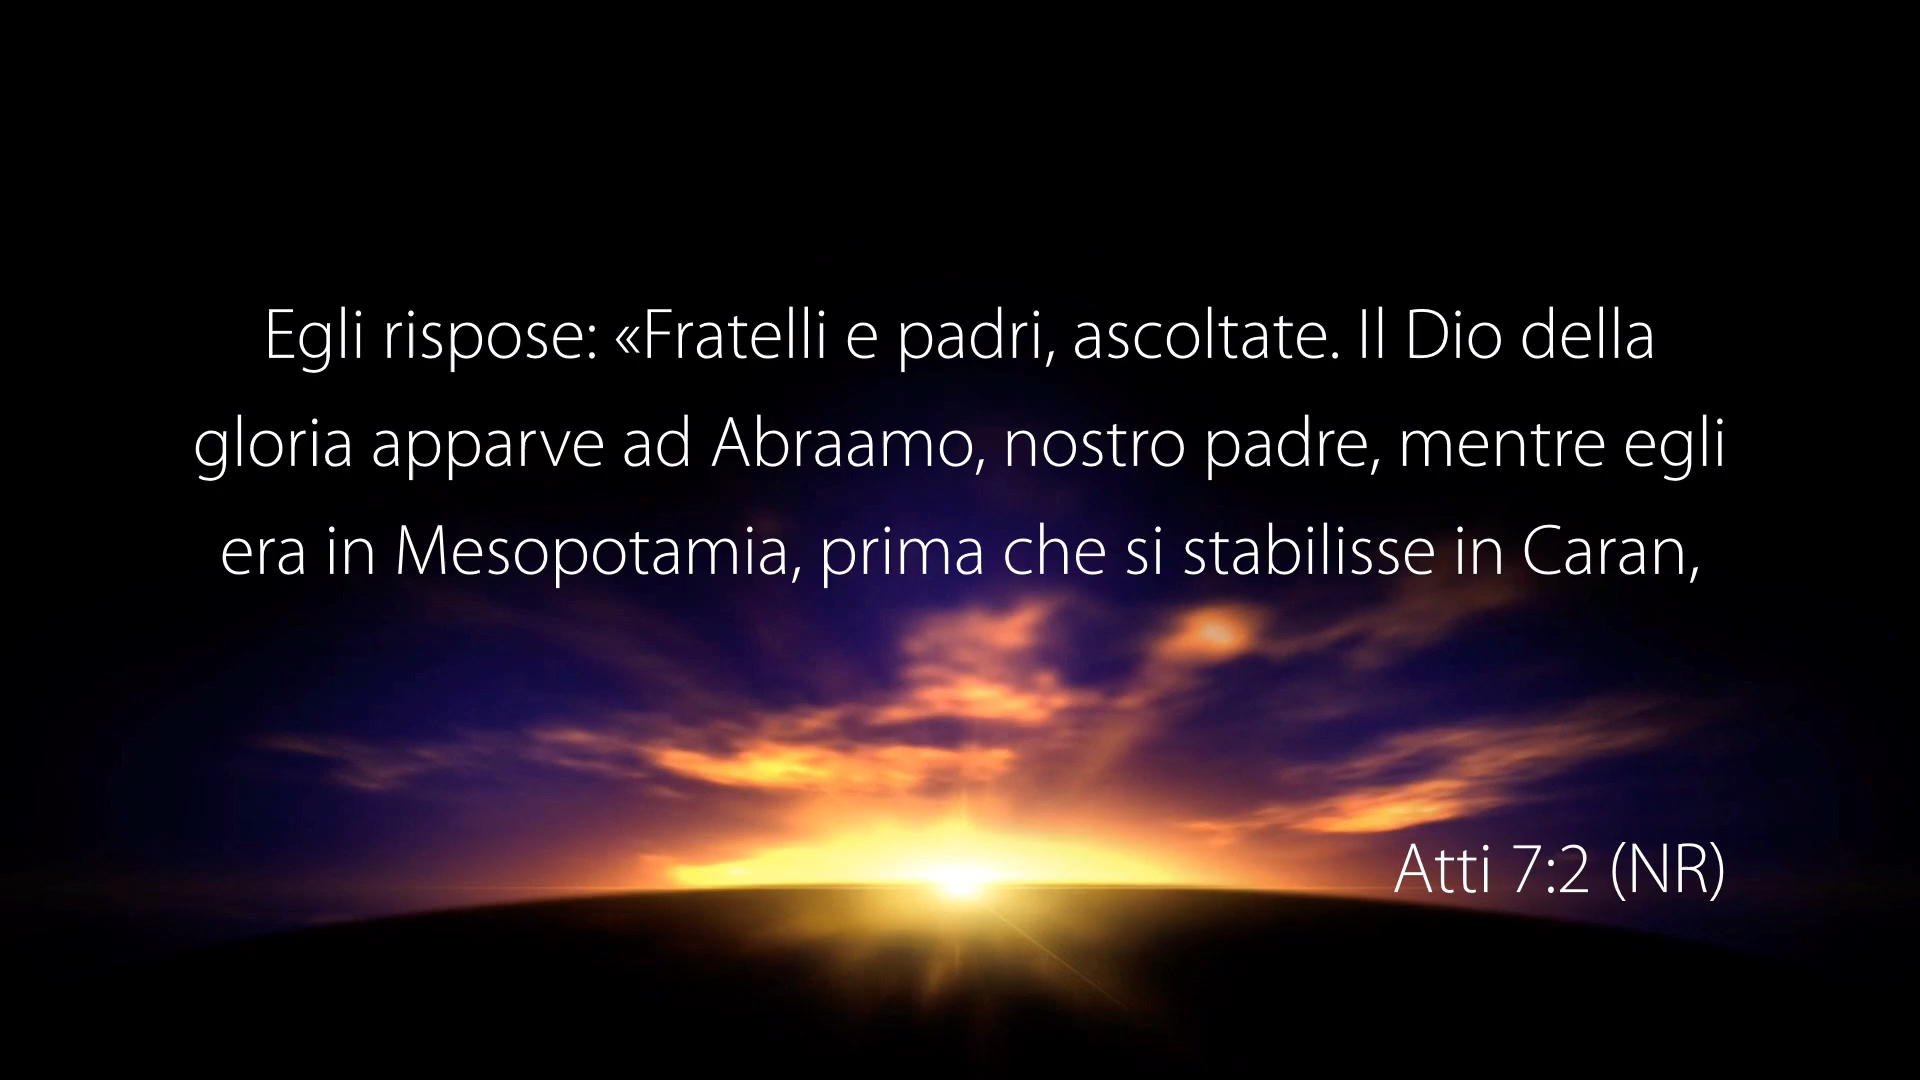 Egli rispose: «Fratelli e padri, ascoltate. Il Dio della
gloria apparve ad Abraamo, nostro padre, mentre egli
era in Mesopotamia, prima che si stabilisse in Caran,
Atti 7:2 (NR)